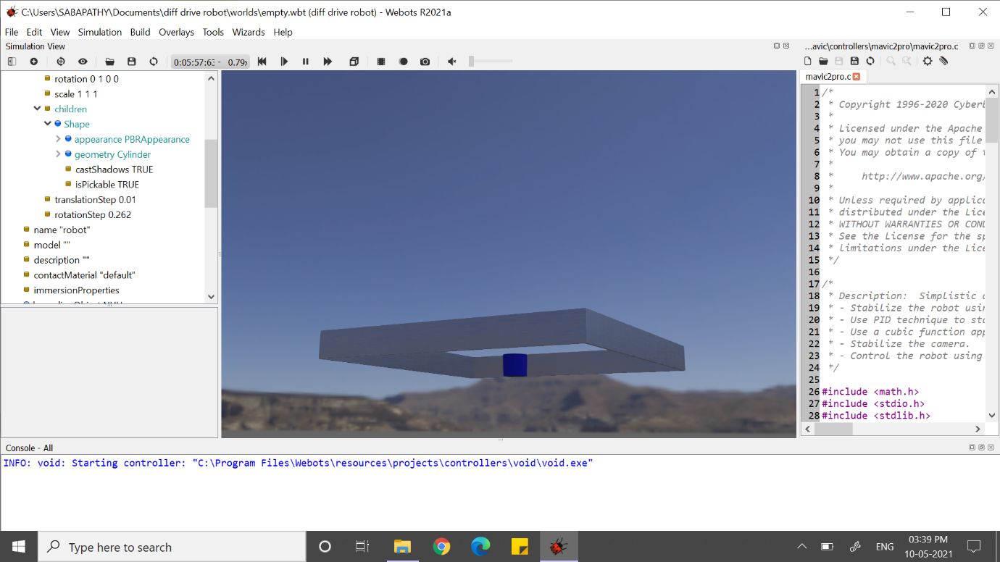 C:\Users\SABAPATHY\Documents\diff drive robot\worlds\empty.wbt (diff drive robot) - Webots R2021a
File Edit View Simulation Build Overlays Tools Wizards Help
Simulation View
...avic\controllers\mavic2pro\mavic2pro.c
0:05:57:63 - 0.79x
mavic2pro.c
rotation 0 1 0 0
scale 1 1 1
children
Shape
appearance PBRAppearance
geometry Cylinder
castShadows TRUE
isPickable TRUE
translationStep 0.01
rotationStep 0.262
name "robot"
model ""
description ""
contactMaterial "default"
immersionProperties
1 /*
2 * Copyright 1996-2020 Cyberb
3 *
4 * Licensed under the Apache
5 * you may not use this file
6 * You may obtain a copy of t
7 *
8 * http://www.apache.org/
9 *
10 * Unless required by applica
11 * distributed under the Lice
12 * WITHOUT WARRANTIES OR COND
13 * See the License for the sp
14 * limitations under the Lice
15 */
16
17 /*
18 * Description: Simplistic d
19 * - Stabilize the robot usin
20 * - Use PID technique to sta
21 * - Use a cubic function app
22 * - Stabilize the camera.
23 * - Control the robot using
24 */
25
26 #include <math.h>
27 #include <stdio.h>
28 #include <stdlib.h>
Console - All
INFO: void: Starting controller: "C:\Program Files\Webots\resources\projects\controllers\void\void.exe"
Type here to search
ENG
03:39 PM
10-05-2021